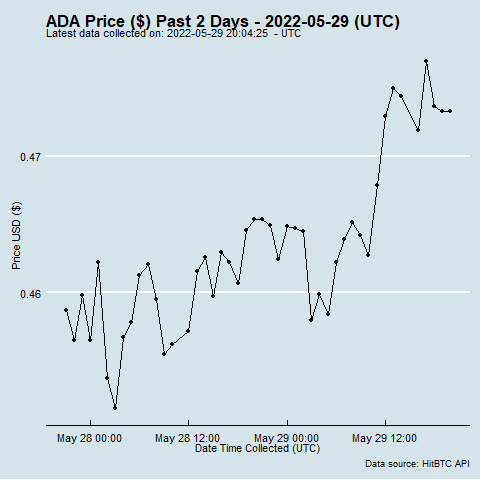 ADA Price ($) Past 2 Days - 2022-05-29 (UTC)
Latest data collected on: 2022-05-29 20:04:25  - UTC
0.47
Price USD ($)
0.46
May 28 00:00 May 28 12:00 May 29 00:00 May 29 12:00
Date Time Collected (UTC)
Data source: HitBTC API